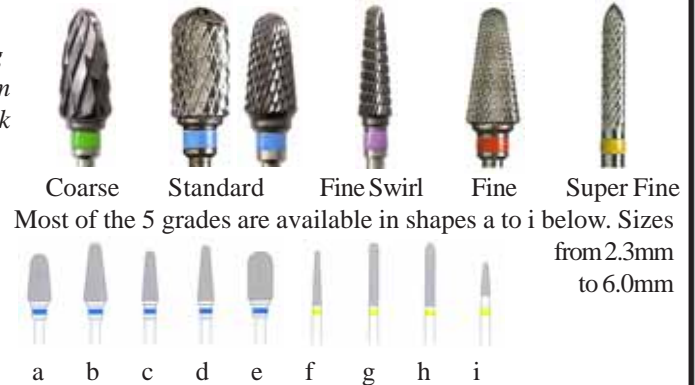 Coarse Standard Fine Swirl Fine Super Fine
Most of the 5 grades are available in shapes a to i below. Sizes
from 2.3mm
to 6.0mm
a b c d e f g h i